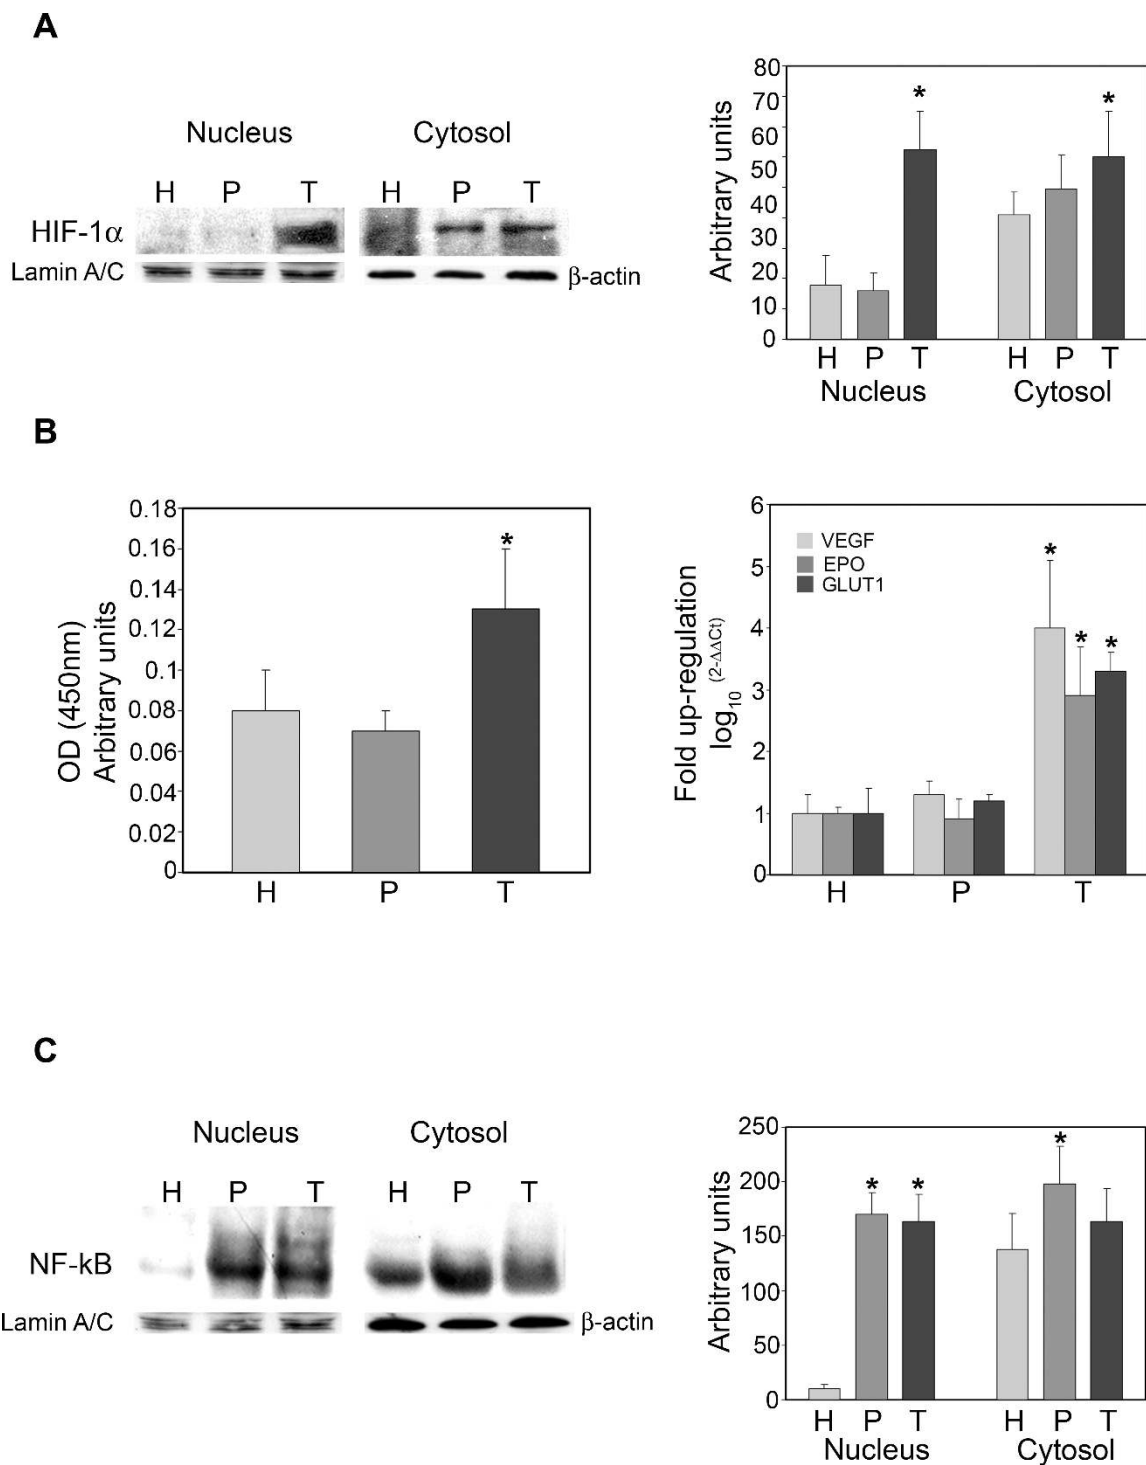 A
Nucleus Cytosol
H P T H P T
HIF-1α
Lamin A/C β-actin
80
70
60
50
40
30
20
10
0
Arbitrary units
* *
H P T H P T
Nucleus Cytosol
B
0.18
0.16
0.14
0.12
0.1
0.08
0.06
0.04
0.02
0
OD (450nm)
Arbitrary units
*
H P T
6
5
4
3
2
1
0
Fold up-regulation
log10 (2-ΔΔCt)
VEGF
EPO
GLUT1
* * *
H P T
C
Nucleus Cytosol
H P T H P T
NF-kB
Lamin A/C β-actin
250
200
150
100
50
0
Arbitrary units
* * *
H P T H P T
Nucleus Cytosol